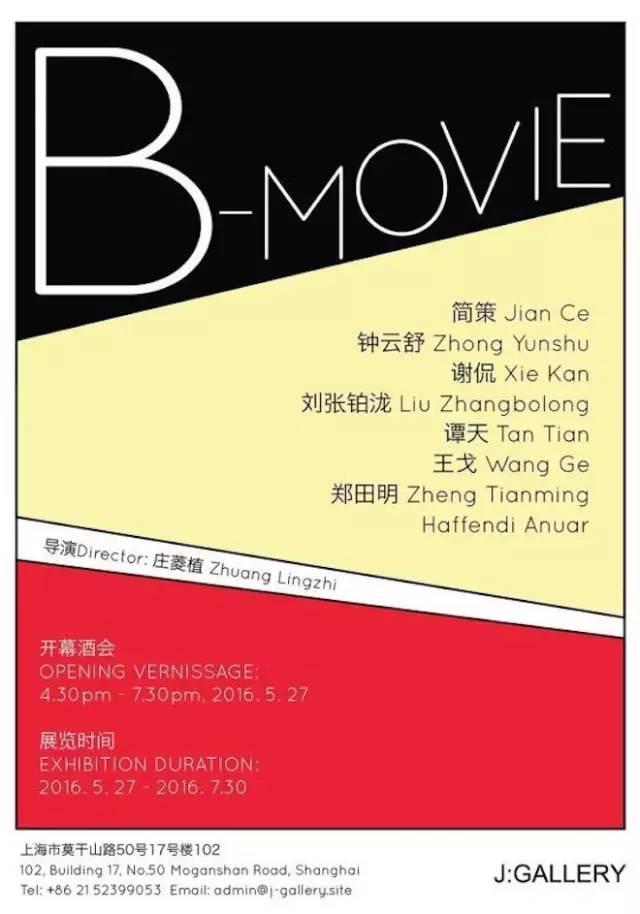 B-MOVIE
简策 Jian Ce
钟云舒 Zhong Yunshu
谢侃 Xie Kan
刘张铂泷 Liu Zhangbolong
谭天 Tan Tian
王戈 Wang Ge
郑田明 Zheng Tianming
Haffendi Anuar
导演Director: 庄菱植 Zhuang Lingzhi
开幕酒会
OPENING VERNISSAGE:
4.30pm - 7.30pm, 2016. 5. 27
展览时间
EXHIBITION DURATION:
2016. 5. 27 - 2016. 7.30
上海市莫干山路50号17号楼102
102, Building 17, No.50 Moganshan Road, Shanghai
Tel: +86 21 52399053  Email: admin@j-gallery.site
J:GALLERY